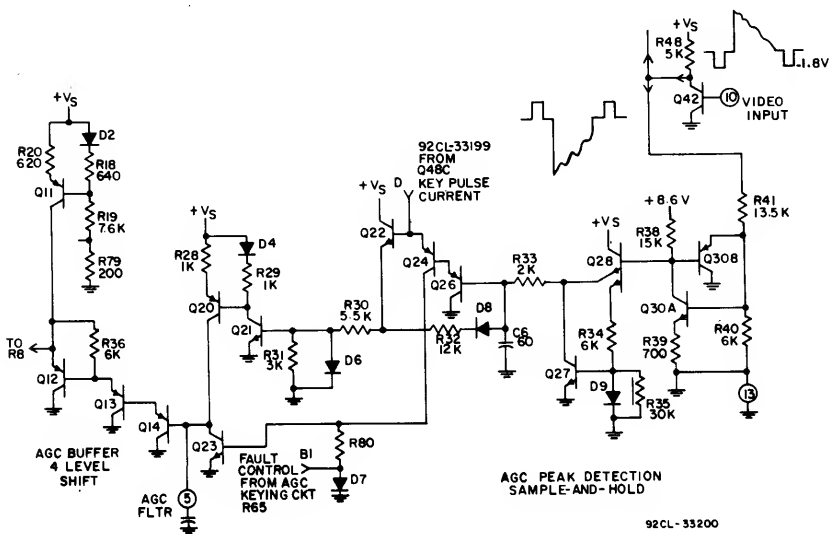 +VS
R48
5K
-1.8V
Q42
10
VIDEO
INPUT
+VS
D2
R20
620
R18
640
Q11
R19
7.6K
R79
200
92CL-33199
FROM
Q48C
KEY PULSE
CURRENT
D
+VS
Q22
Q24
Q26
R33
2K
+VS
Q28
+8.6V
R38
15K
R41
13.5K
Q30B
Q30A
+VS
R28
1K
D4
R29
1K
Q20
Q21
R30
5.5K
R32
12K
D8
C6
60
R34
6K
R39
700
R40
6K
TO
R8
R36
6K
Q12
Q13
Q14
R31
3K
D6
Q27
D9
R35
30K
13
Q23
R80
AGC BUFFER
4 LEVEL
SHIFT
AGC
FLTR
5
FAULT
CONTROL
FROM AGC
KEYING CKT
R65
B1
D7
AGC PEAK DETECTION
SAMPLE-AND-HOLD
92CL-33200